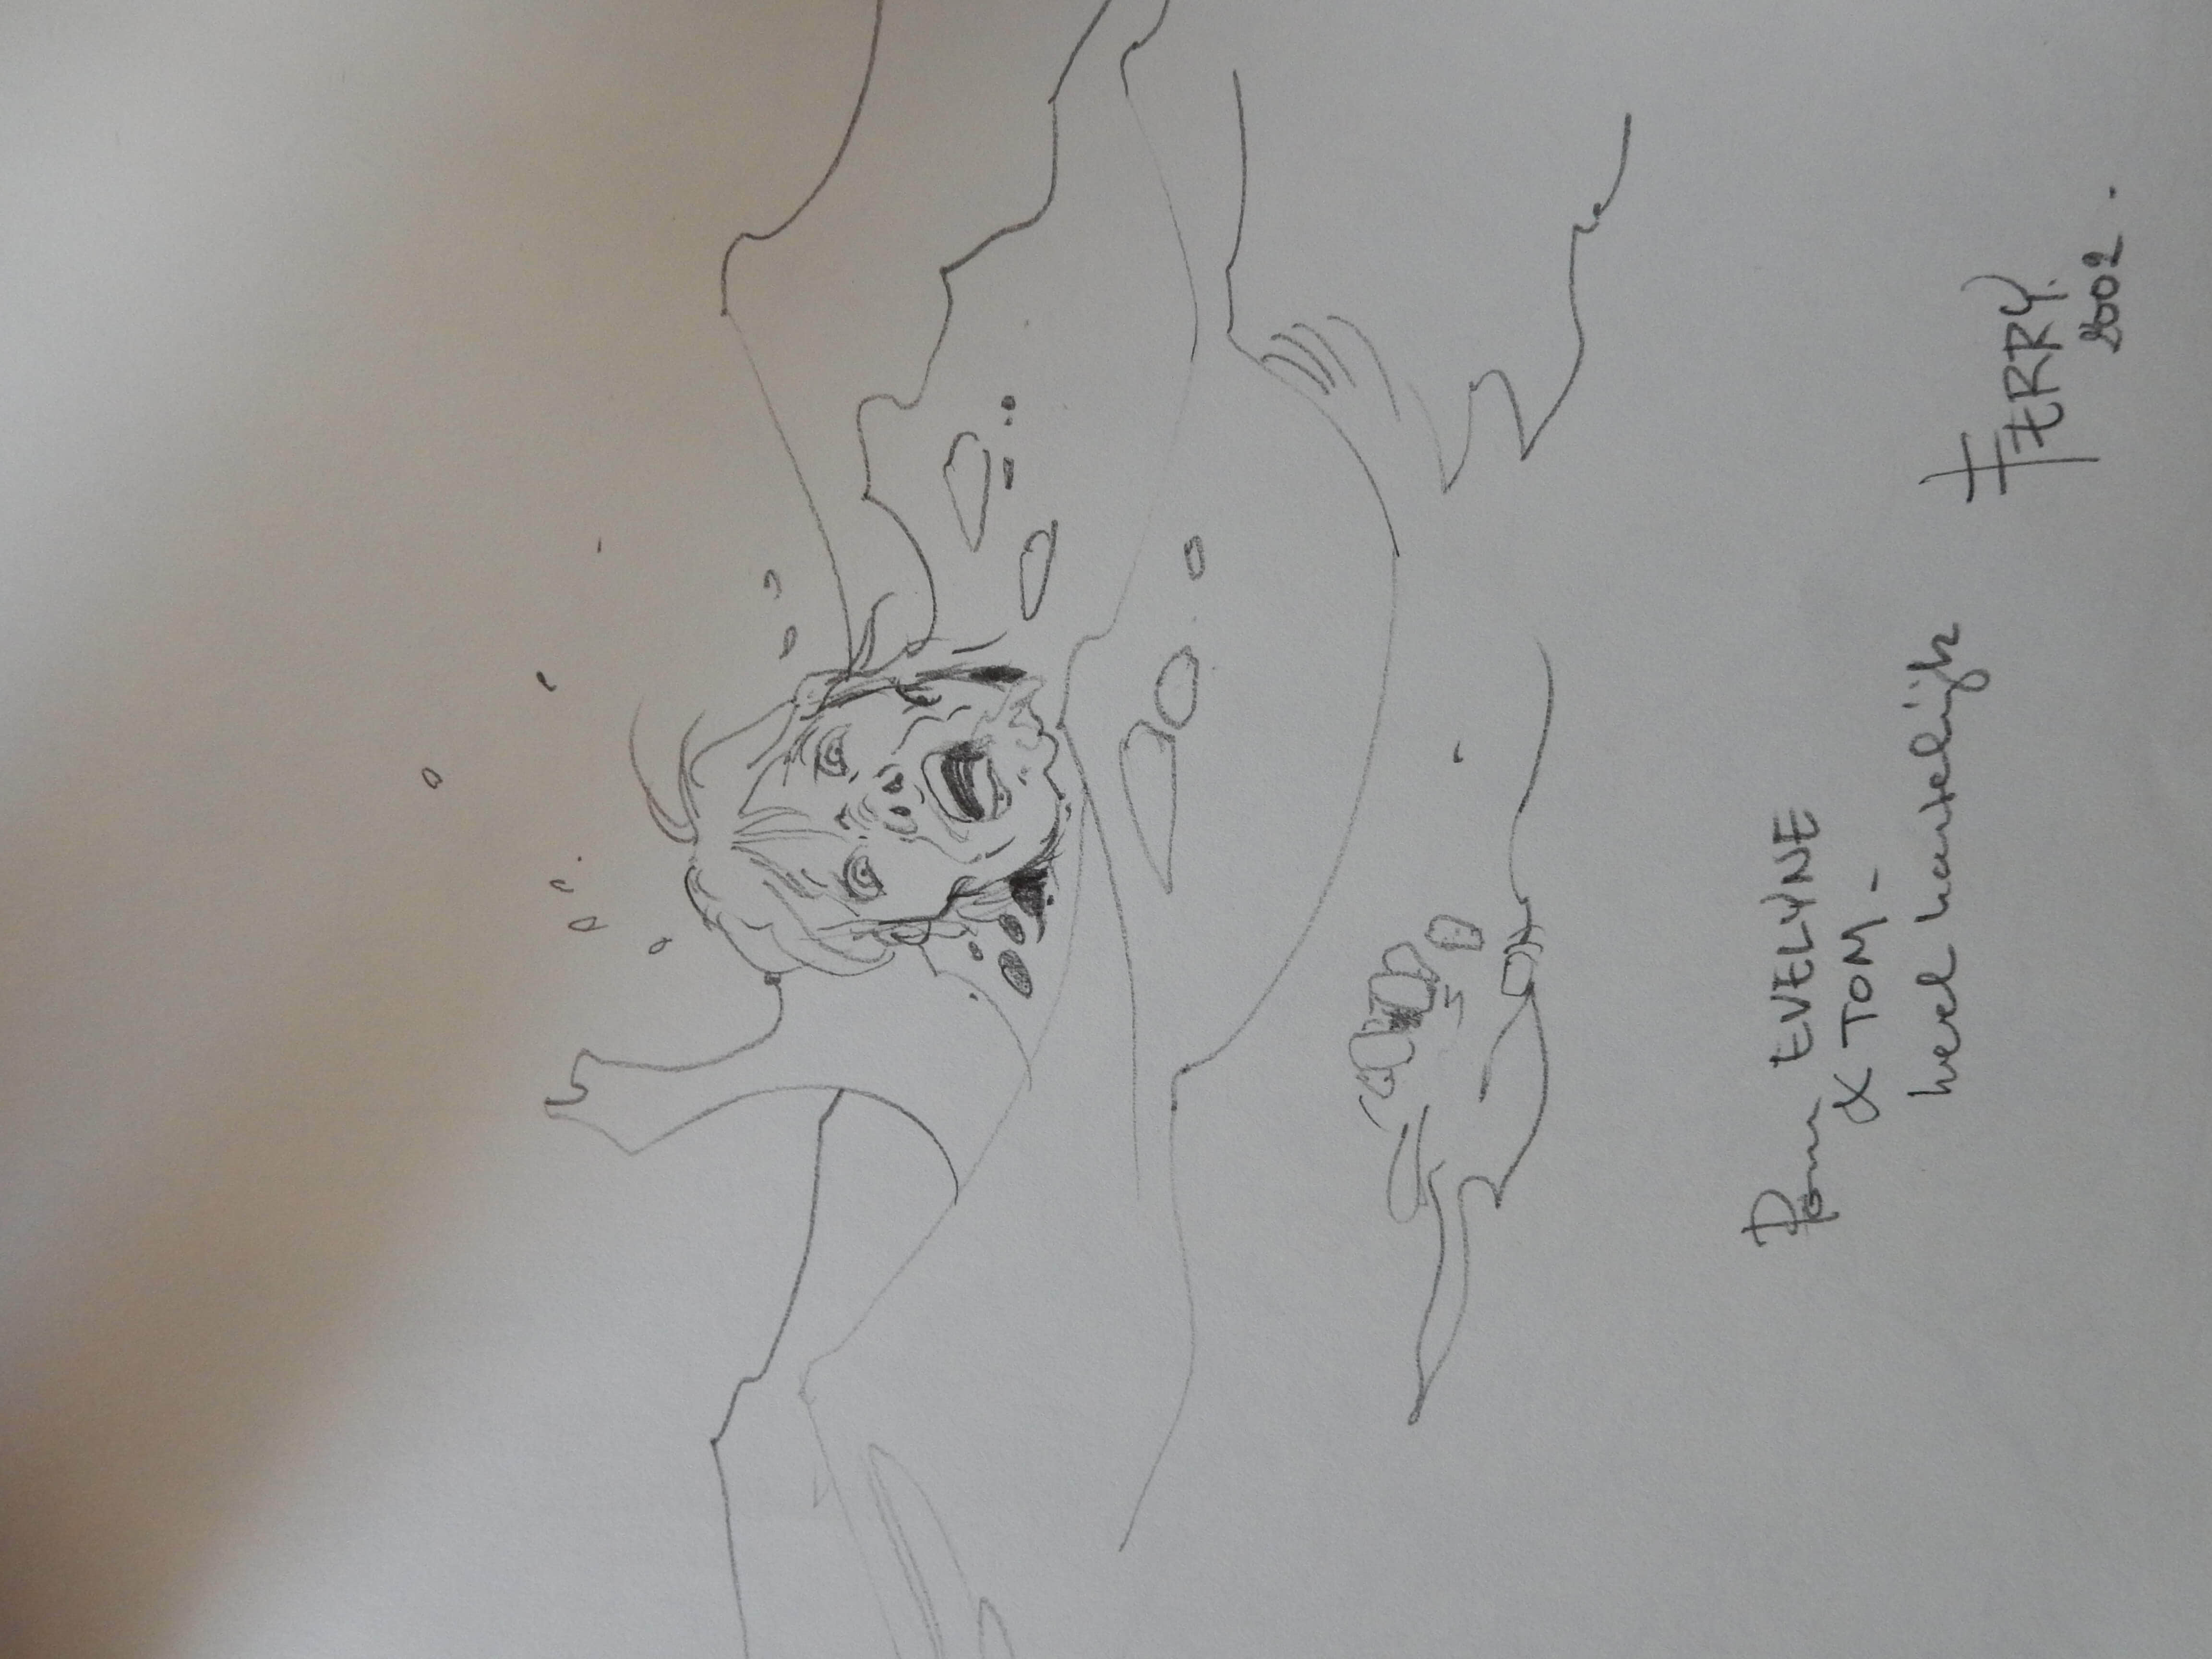 Pour EVELYNE
& TOM -
heel hartelijk
FERRY.
2002 -